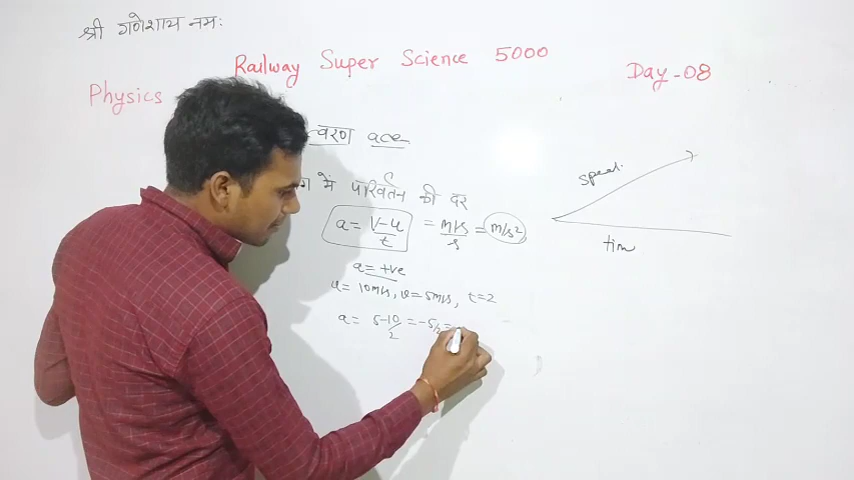 श्री गणेशाय नमः
Railway Super Science 5000
Day-08
Physics
वरण acc
में परिवर्तन की दर
a = V-u/t = m/s/s = m/s²
a = +ve
u = 10m/s, v = 5m/s, t=2
a = 5-10/2 = -5/2 =
speed
tim